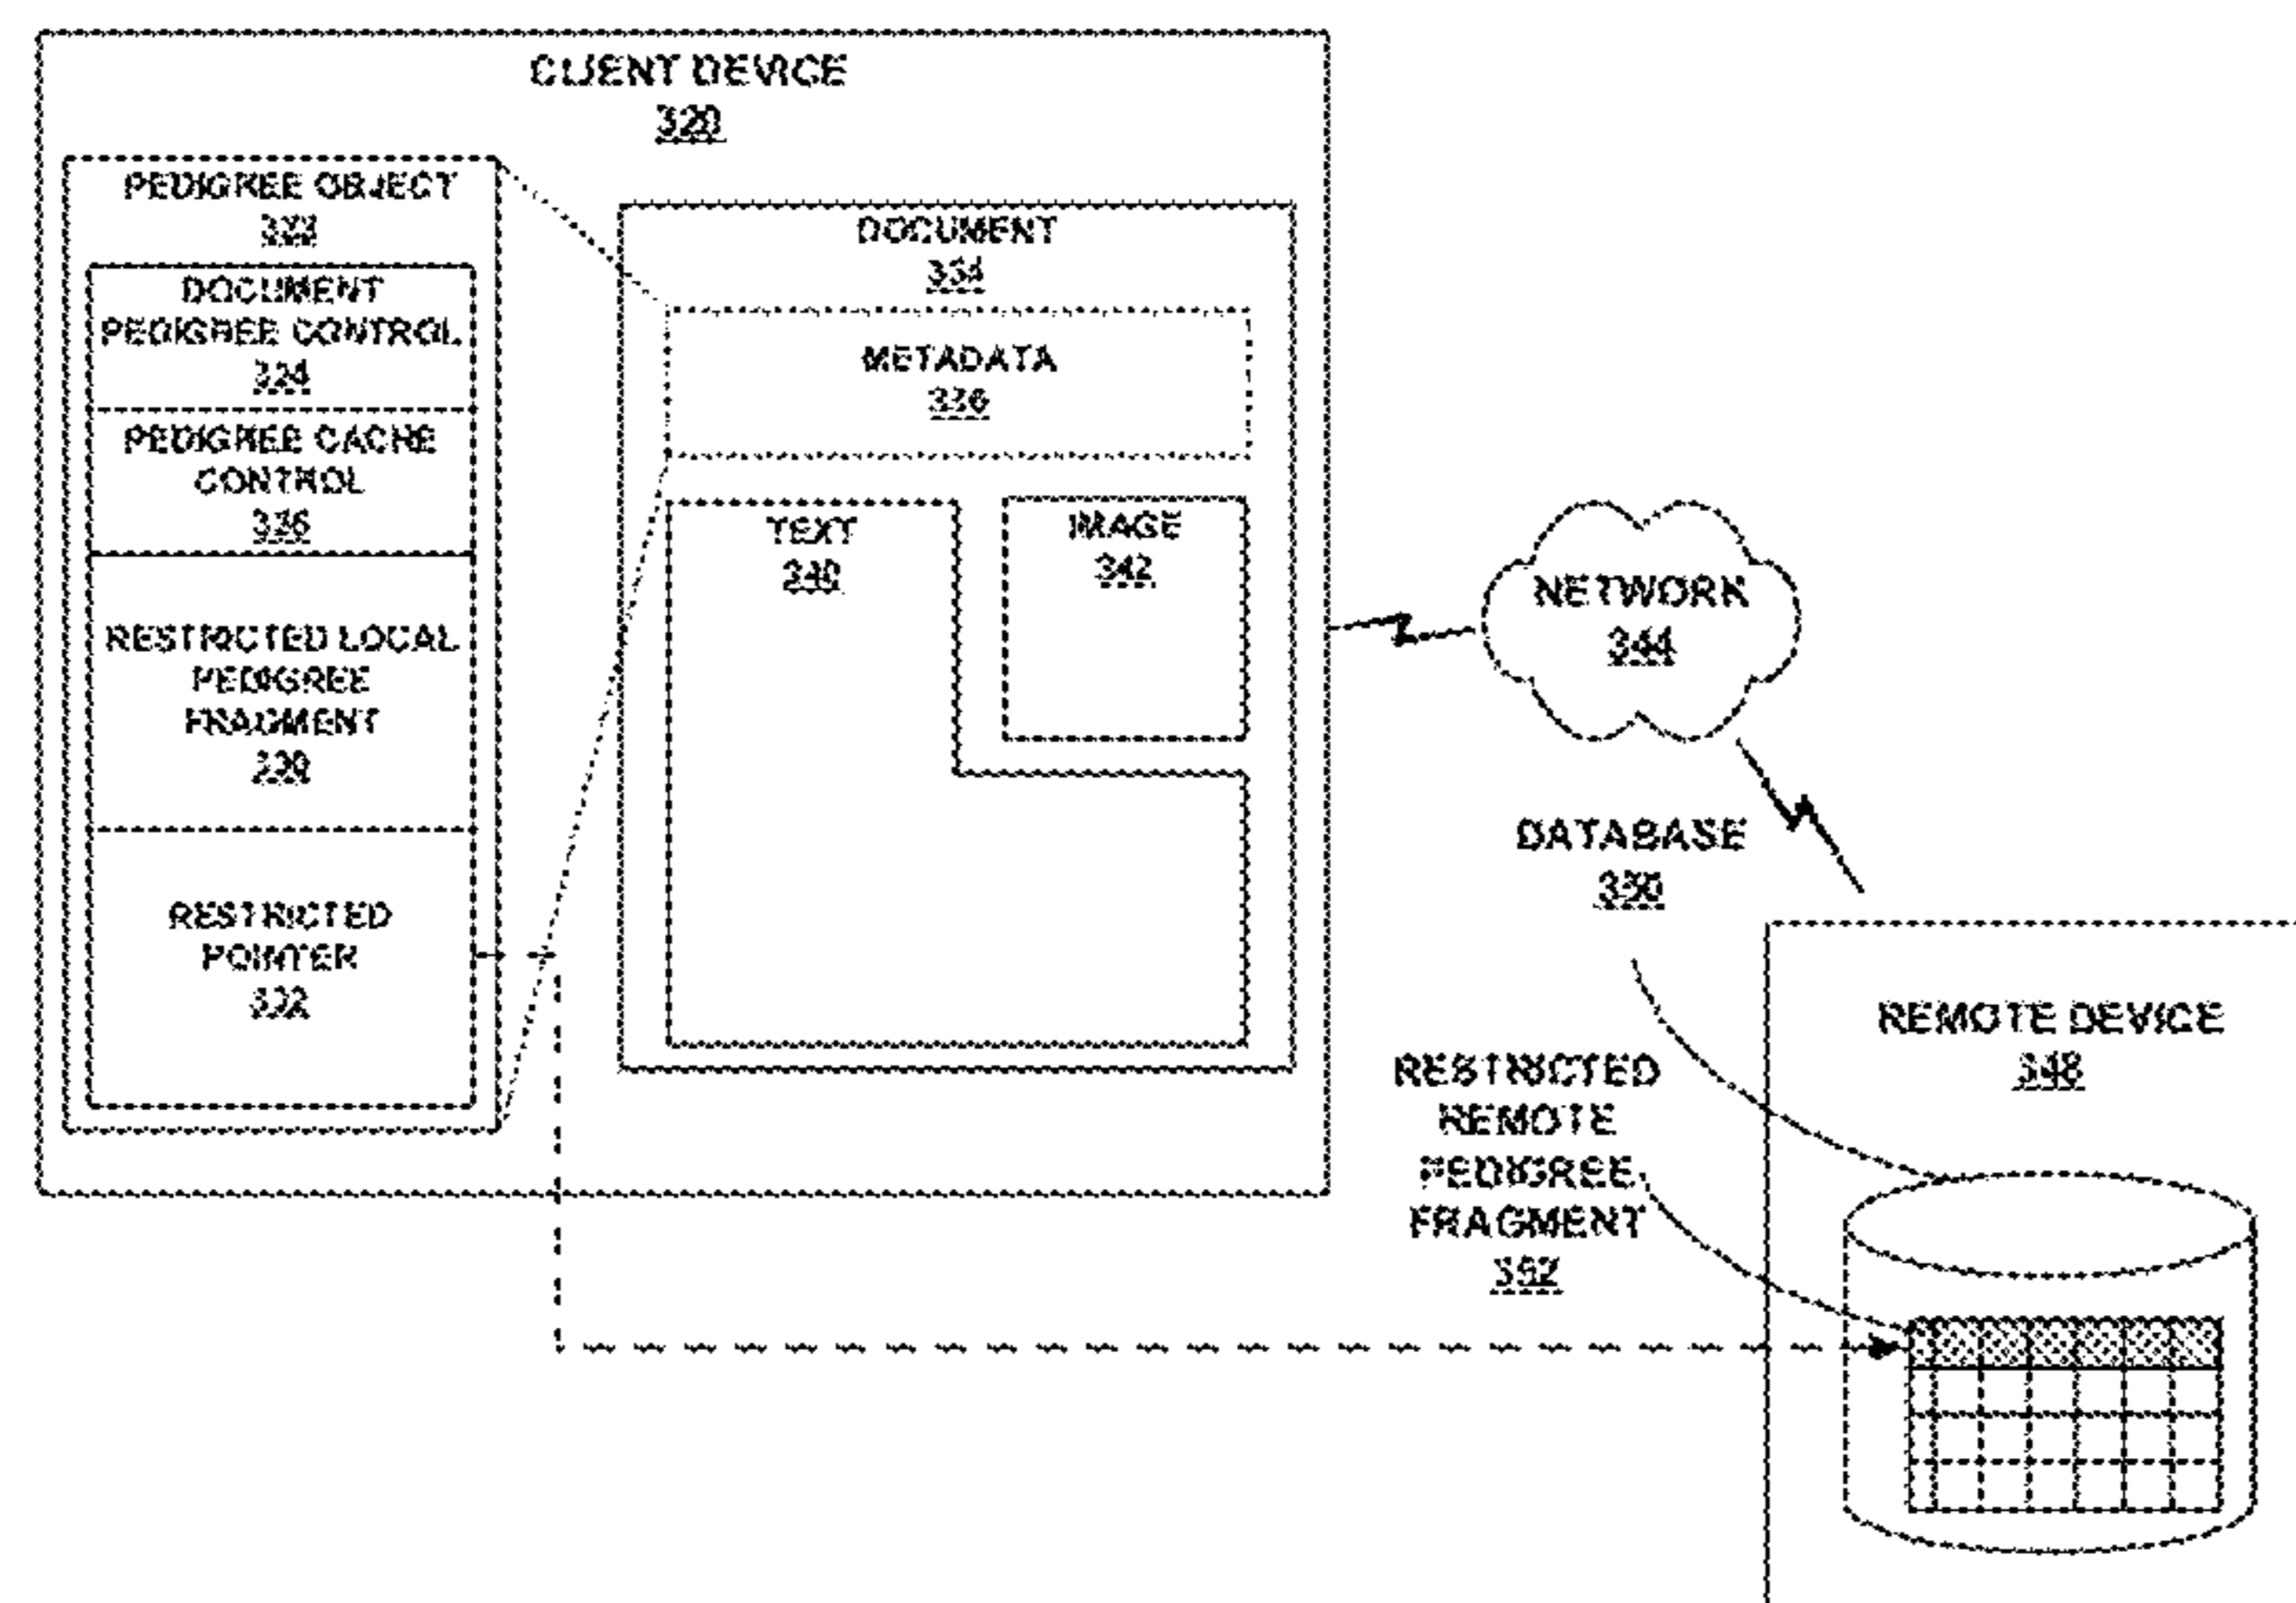 CLIENT DEVICE
320
PEDIGREE OBJECT
DOCUMENT
PEDIGREE CONTROL
324
PEDIGREE CACHE
CONTROL
326
RESTRICTED LOCAL
PEDIGREE
FRAGMENT
330
RESTRICTED
POINTER
332
DOCUMENT
334
METADATA
336
TEXT
340
IMAGE
342
NETWORK
344
DATABASE
350
RESTRICTED
REMOTE
PEDIGREE
FRAGMENT
352
REMOTE DEVICE
348